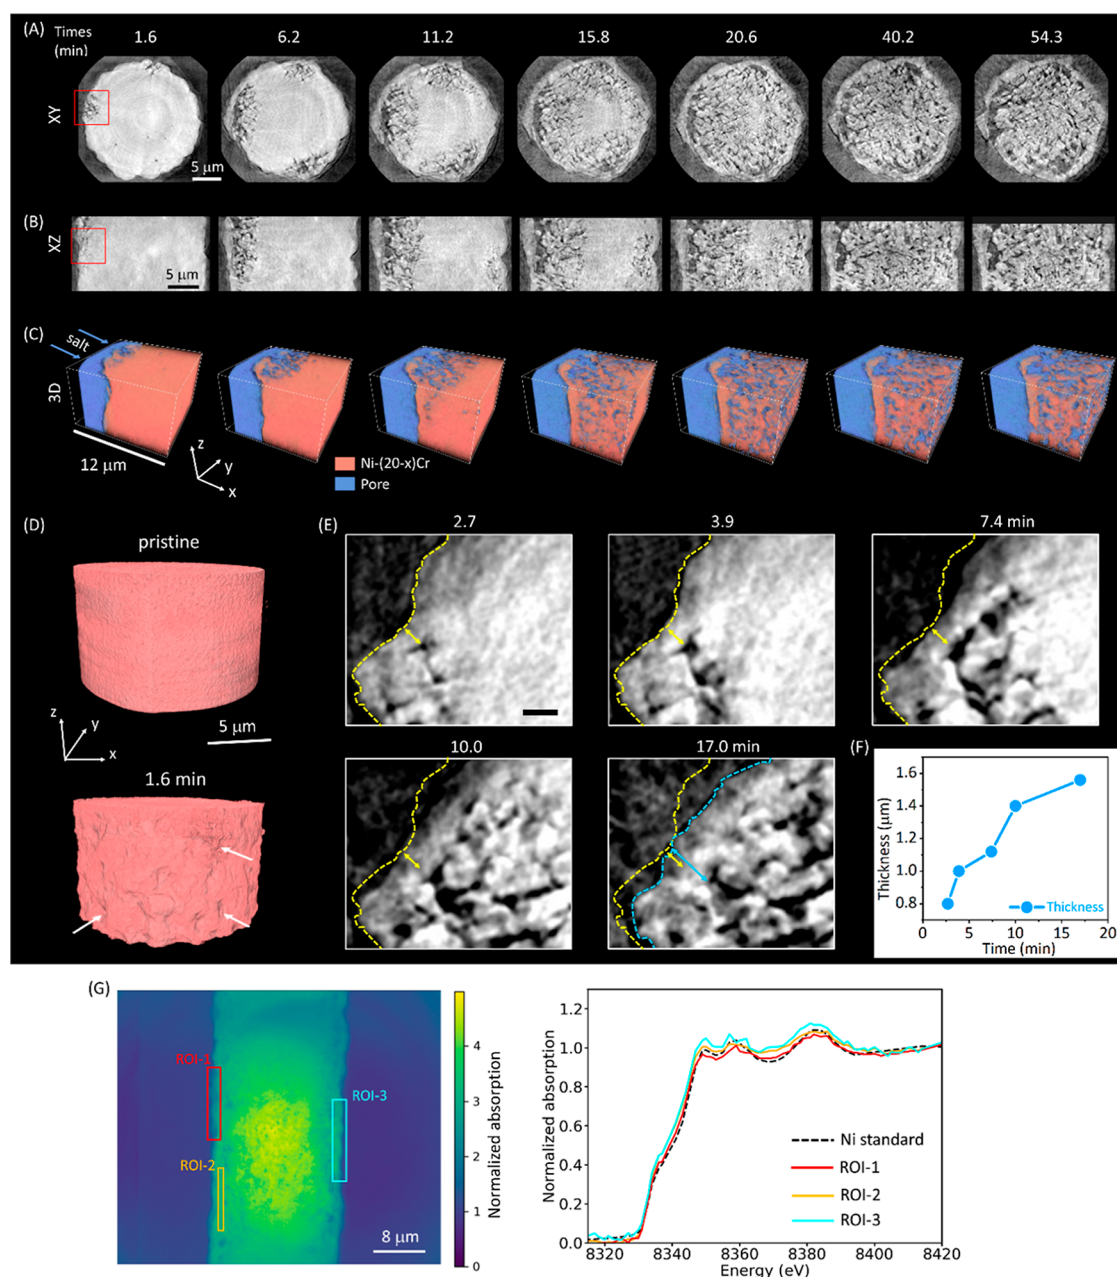 (A) Times (min) 1.6 6.2 11.2 15.8 20.6 40.2 54.3
XY
5 μm
(B)
XZ
5 μm
(C)
salt
3D
12 μm
z
y
x
Ni-(20-x)Cr
Pore
(D)
pristine
z
y
x
5 μm
1.6 min
(E)
2.7 3.9 7.4 min
10.0 17.0 min
(F)
1.6
1.4
1.2
1.0
0.8
Thickness (μm)
Thickness
0 5 10 15 20
Time (min)
(G)
ROI-1
ROI-2
ROI-3
8 μm
4
3
2
1
0
Normalized absorption
1.2
1.0
0.8
0.6
0.4
0.2
0.0
Normalized absorption
Ni standard
ROI-1
ROI-2
ROI-3
8320 8340 8360 8380 8400 8420
Energy (eV)